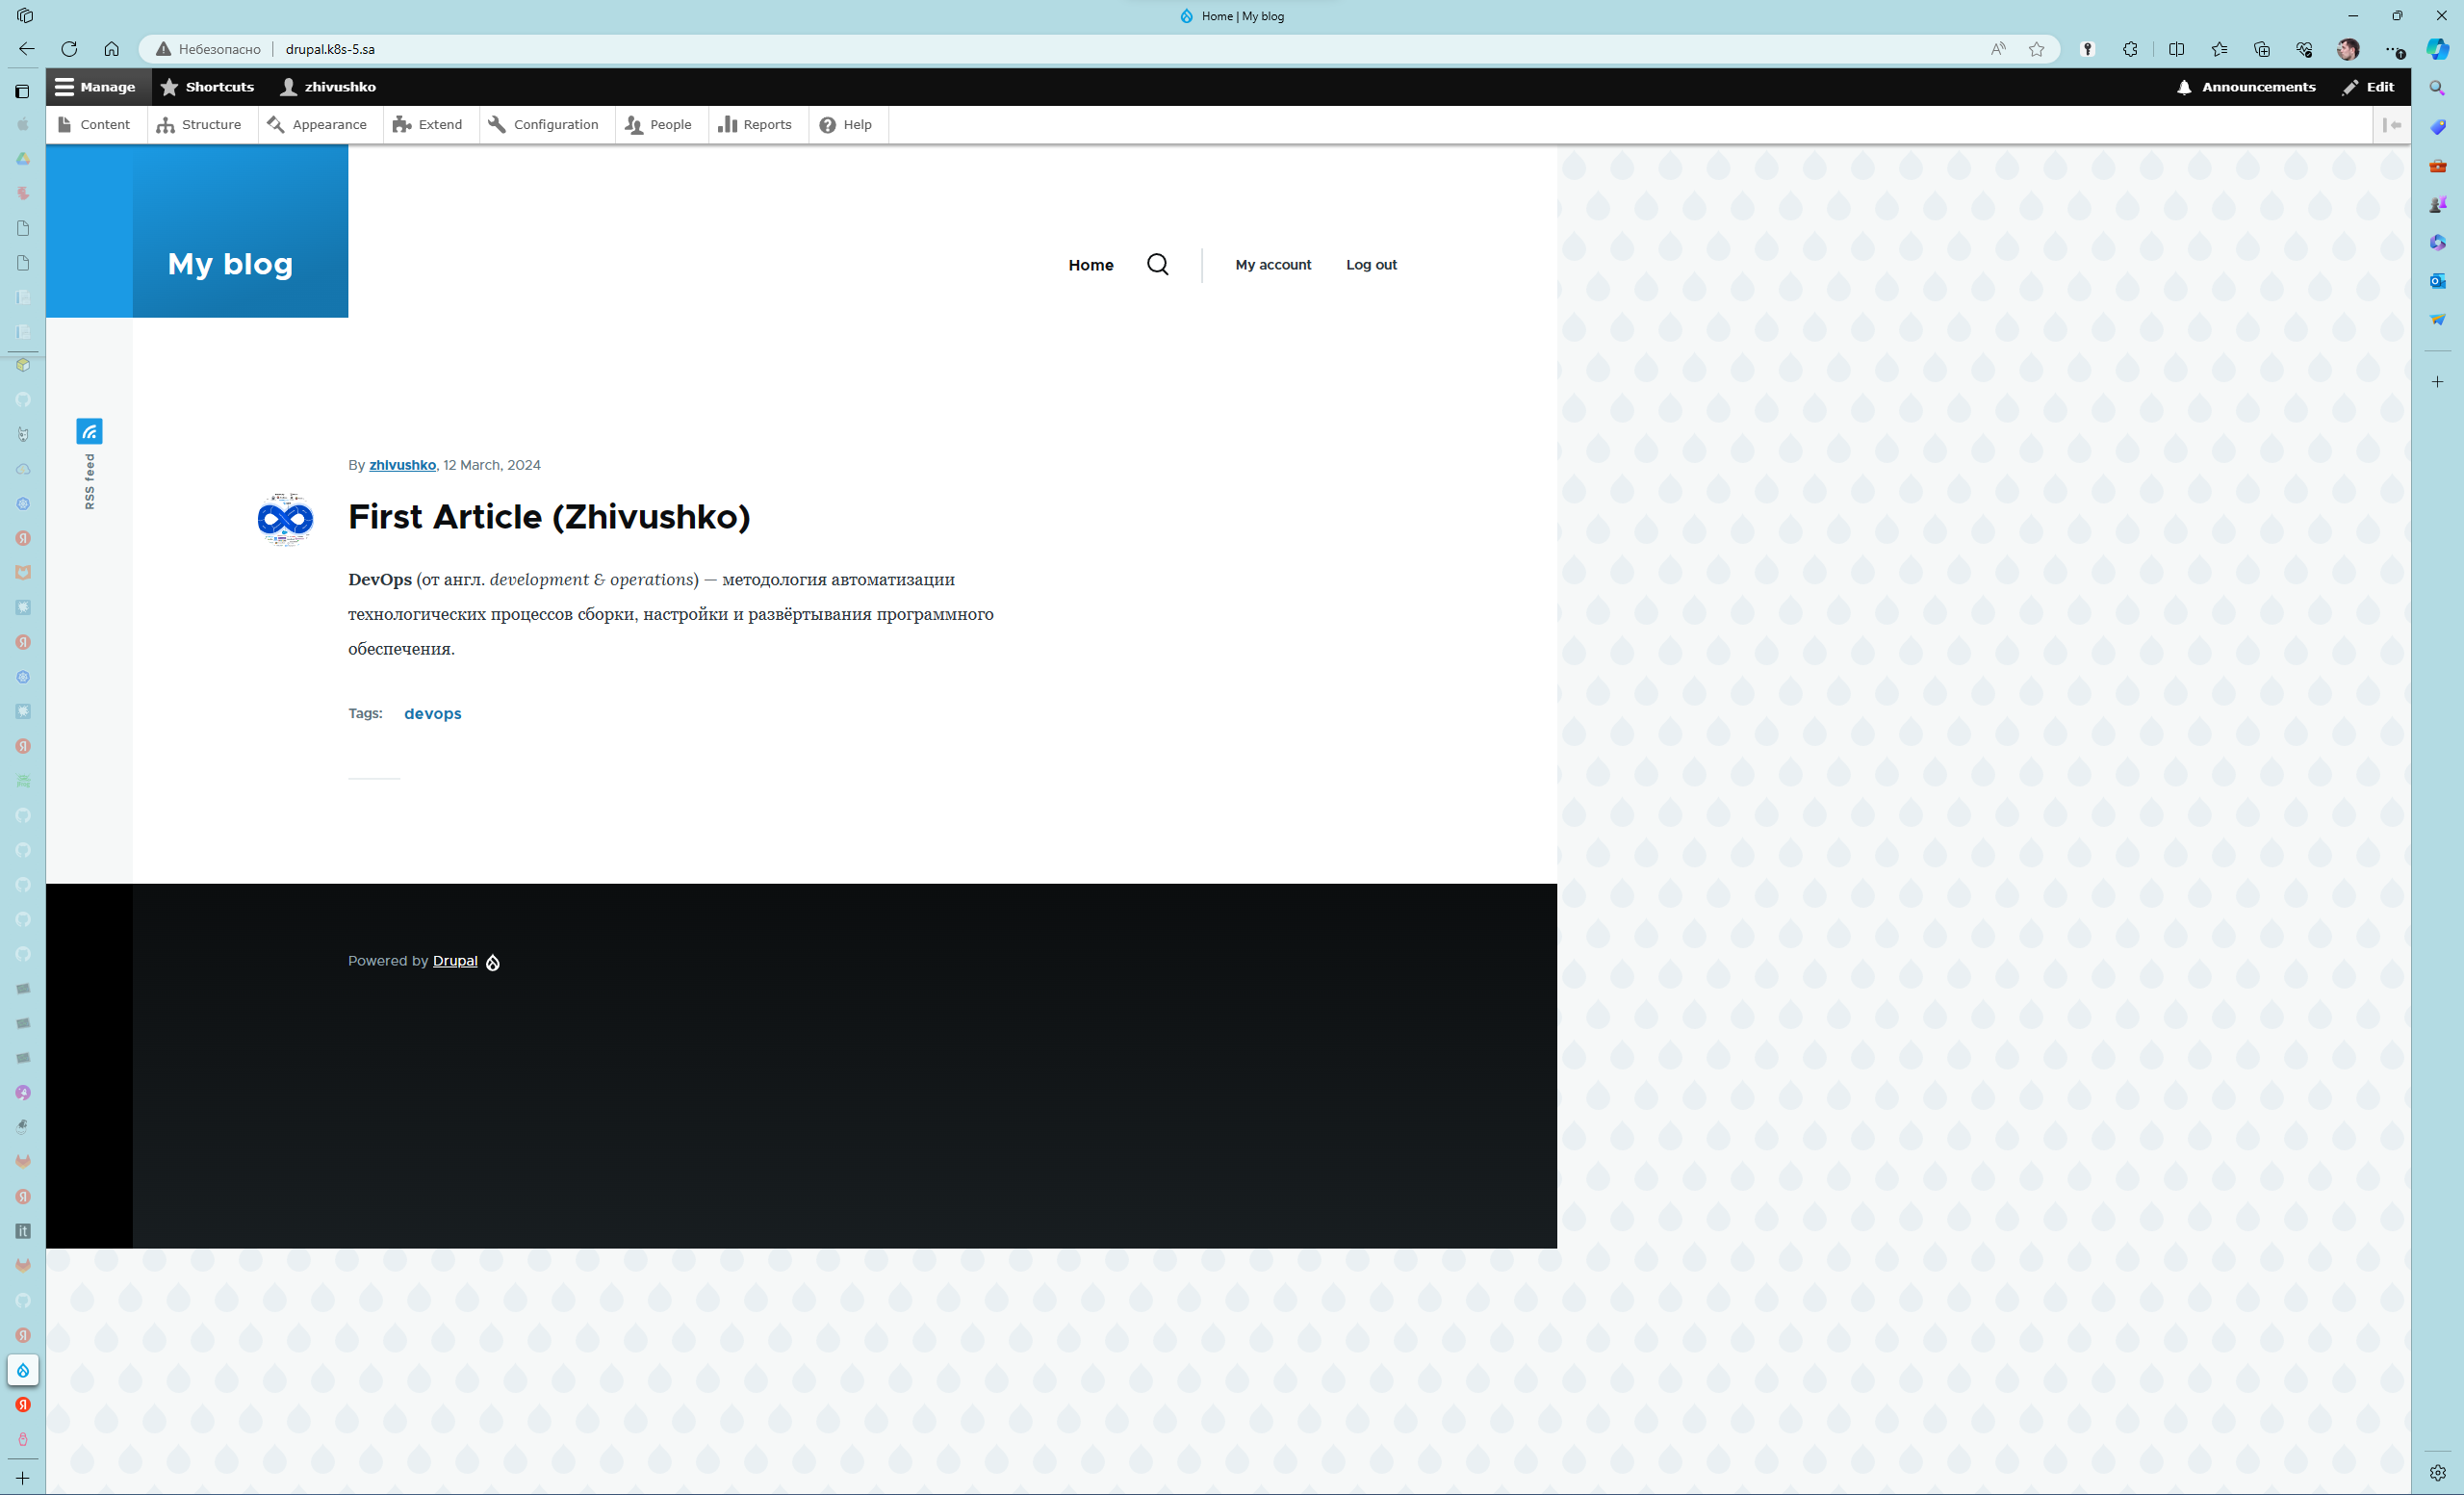 Home | My blog
Небезопасно drupal.k8s-5.sa
Manage Shortcuts zhivushko Announcements Edit
Content Structure Appearance Extend Configuration People Reports Help
My blog
Home My account Log out
RSS feed
By zhivushko, 12 March, 2024
First Article (Zhivushko)
DevOps (от англ. development & operations) — методология автоматизации
технологических процессов сборки, настройки и развёртывания программного
обеспечения.
Tags: devops
Powered by Drupal